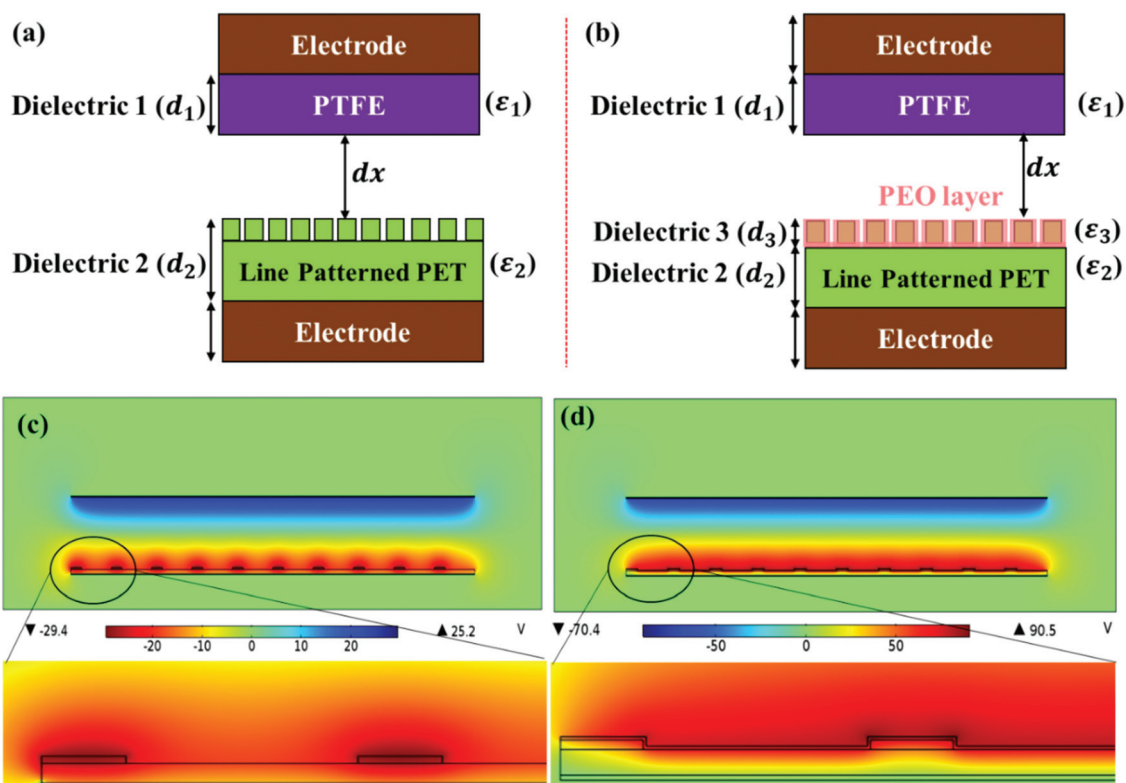 (a)
Electrode
Dielectric 1 (d₁)
PTFE
(ε₁)
dx
Dielectric 2 (d₂)
Line Patterned PET
(ε₂)
Electrode
(b)
Electrode
Dielectric 1 (d₁)
PTFE
(ε₁)
dx
PEO layer
Dielectric 3 (d₃)
(ε₃)
Dielectric 2 (d₂)
Line Patterned PET
(ε₂)
Electrode
(c)
▼ -29.4
▲ 25.2 V
-20 -10 0 10 20
(d)
▼ -70.4
▲ 90.5 V
-50 0 50